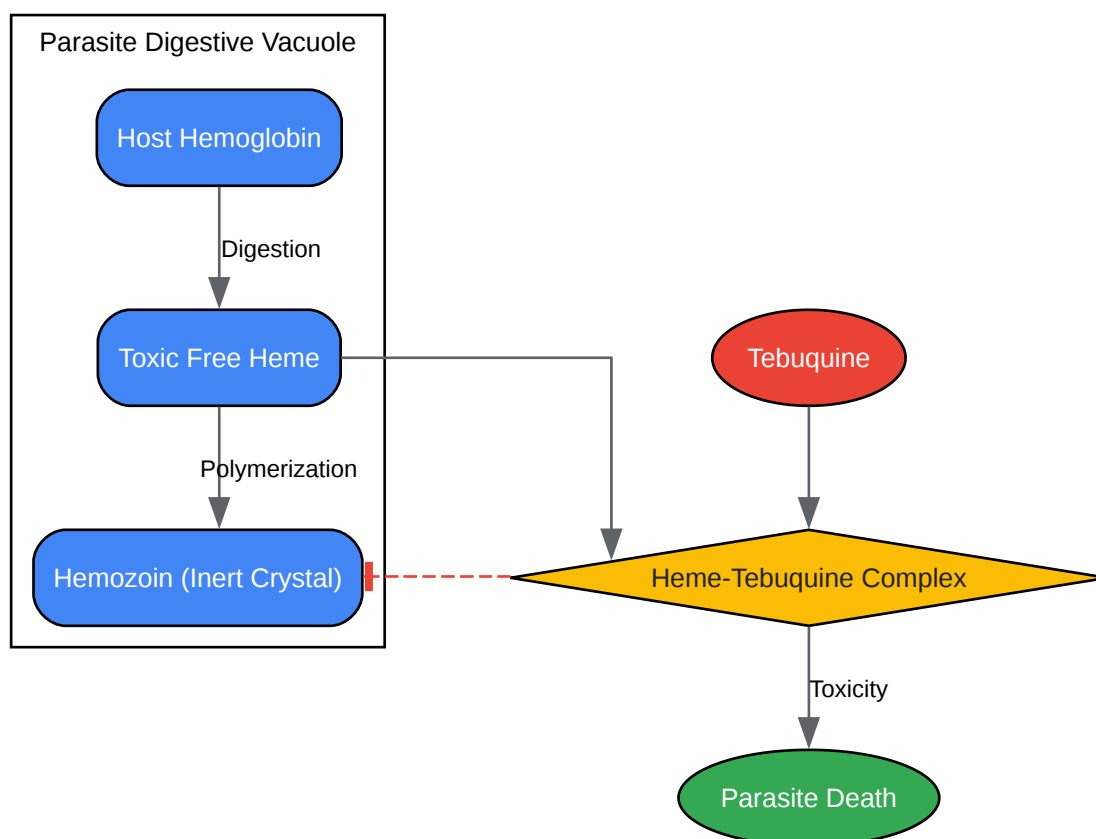 Parasite Digestive Vacuole
Host Hemoglobin
Digestion
Toxic Free Heme
Tebuquine
Polymerization
Hemozoin (Inert Crystal)
Heme-Tebuquine Complex
Toxicity
Parasite Death